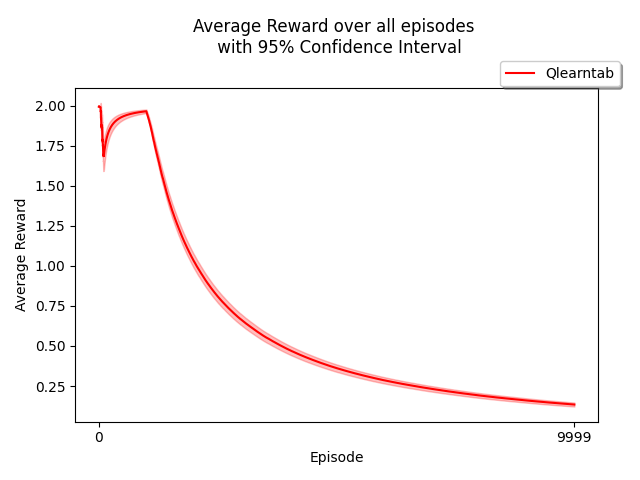 Average Reward over all episodes
with 95% Confidence Interval
Qlearntab
2.00
1.75
1.50
1.25
1.00
0.75
0.50
0.25
Average Reward
0
9999
Episode